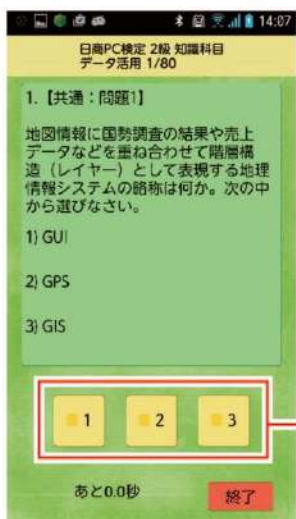 14:07
日商PC検定 2級 知識科目
データ活用 1/80
1.【共通：問題1】
地図情報に国勢調査の結果や売上
データなどを重ね合わせて階層構
造（レイヤー）として表現する地理
情報システムの略称は何か。次の中
から選びなさい。
1) GUI
2) GPS
3) GIS
1 2 3
あと0.0秒 終了